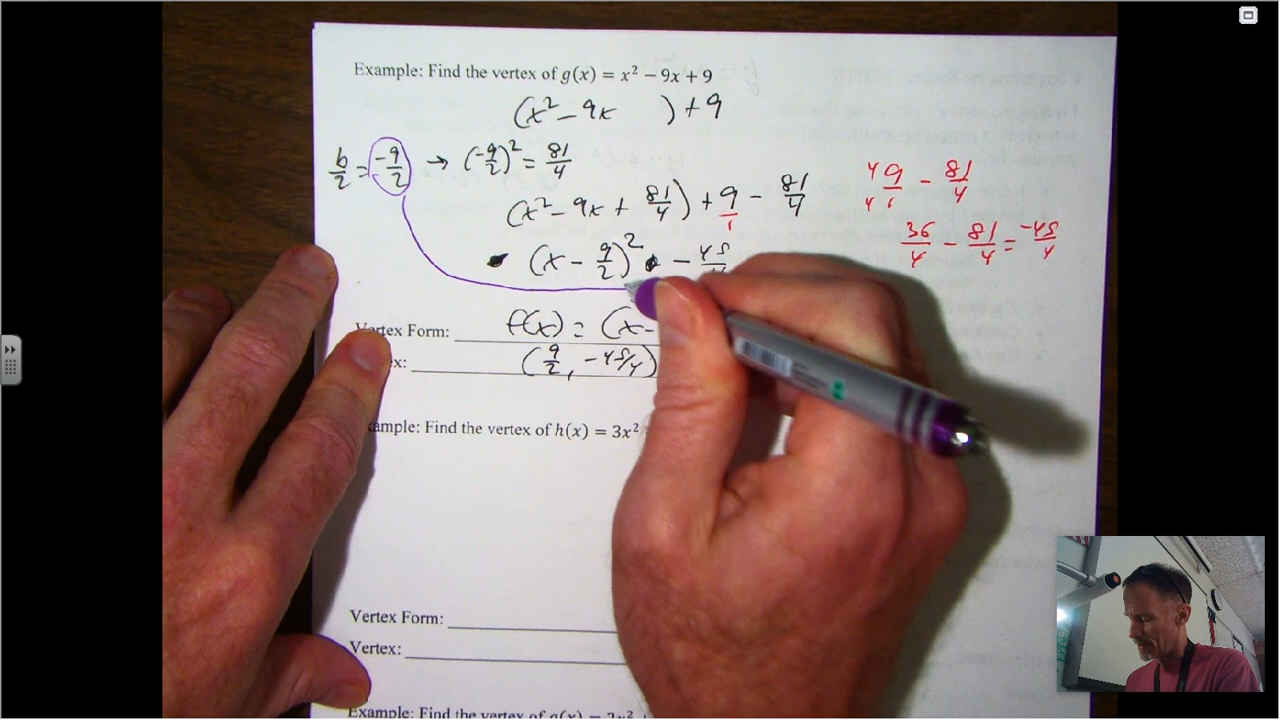 Example: Find the vertex of g(x) = x² − 9x + 9
(x² − 9x ) + 9
b/2 = −9/2 → (−9/2)² = 81/4
(x² − 9x + 81/4) + 9/1 − 81/4
(x − 9/2)² − 45
4 9/1 4 − 81/4
36/4 − 81/4 = −45/4
Vertex Form: f(x) = (x −
x: (9/2, −45/4)
ample: Find the vertex of h(x) = 3x²
Vertex Form:
Vertex:
Example: Find the vertex of